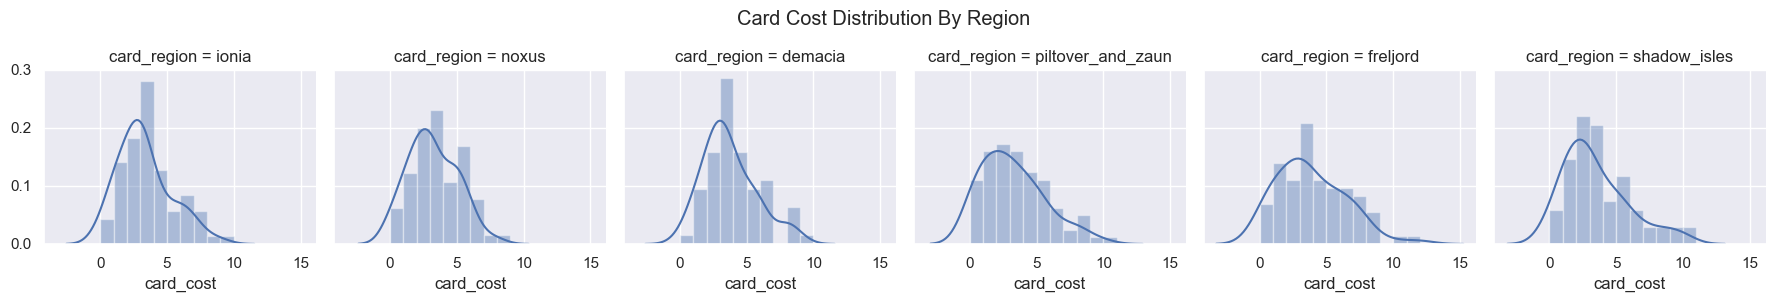 Card Cost Distribution By Region
card_region = ionia
card_region = noxus
card_region = demacia
card_region = piltover_and_zaun
card_region = freljord
card_region = shadow_isles
0.3
0.2
0.1
0.0
0 5 10 15
0 5 10 15
0 5 10 15
0 5 10 15
0 5 10 15
0 5 10 15
card_cost
card_cost
card_cost
card_cost
card_cost
card_cost